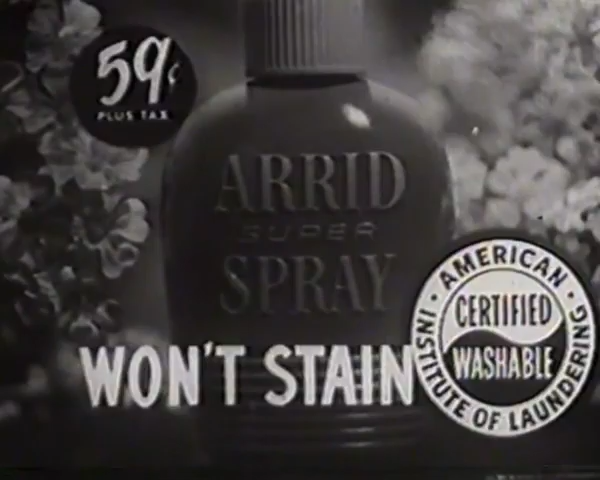 59¢
PLUS TAX
ARRID
SUPER
SPRAY
WON'T STAIN
AMERICAN
INSTITUTE OF LAUNDERING
CERTIFIED
WASHABLE